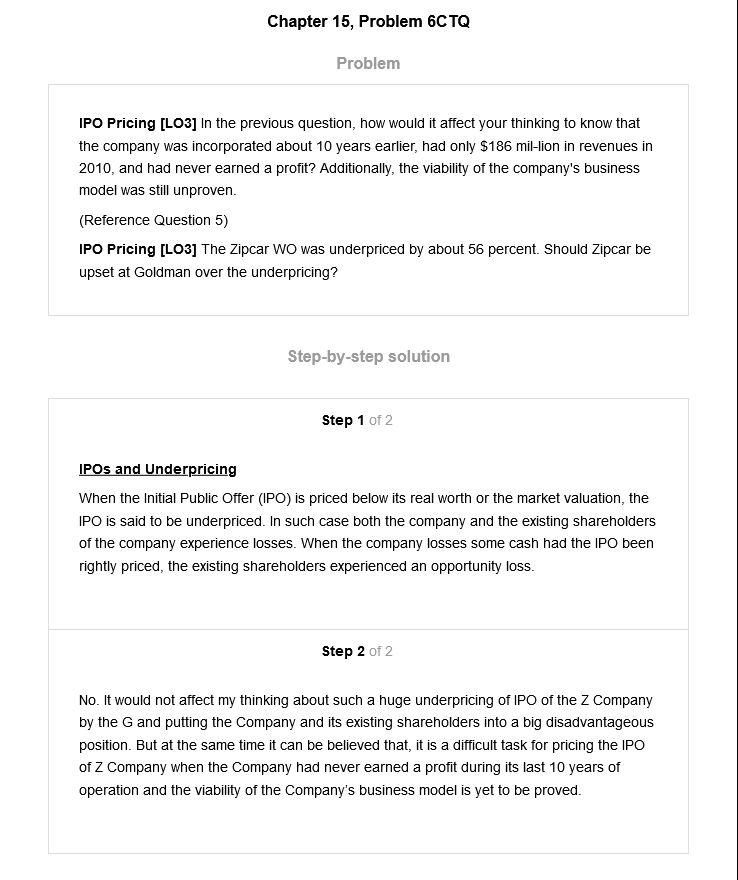 Chapter 15, Problem 6CTQ
Problem
IPO Pricing [LO3] In the previous question, how would it affect your thinking to know that
the company was incorporated about 10 years earlier, had only $186 mil-lion in revenues in
2010, and had never earned a profit? Additionally, the viability of the company's business
model was still unproven.
(Reference Question 5)
IPO Pricing [LO3] The Zipcar WO was underpriced by about 56 percent. Should Zipcar be
upset at Goldman over the underpricing?
Step-by-step solution
Step 1 of 2
IPOs and Underpricing
When the Initial Public Offer (IPO) is priced below its real worth or the market valuation, the
IPO is said to be underpriced. In such case both the company and the existing shareholders
of the company experience losses. When the company losses some cash had the IPO been
rightly priced, the existing shareholders experienced an opportunity loss.
Step 2 of 2
No. It would not affect my thinking about such a huge underpricing of IPO of the Z Company
by the G and putting the Company and its existing shareholders into a big disadvantageous
position. But at the same time it can be believed that, it is a difficult task for pricing the IPO
of Z Company when the Company had never earned a profit during its last 10 years of
operation and the viability of the Company's business model is yet to be proved.